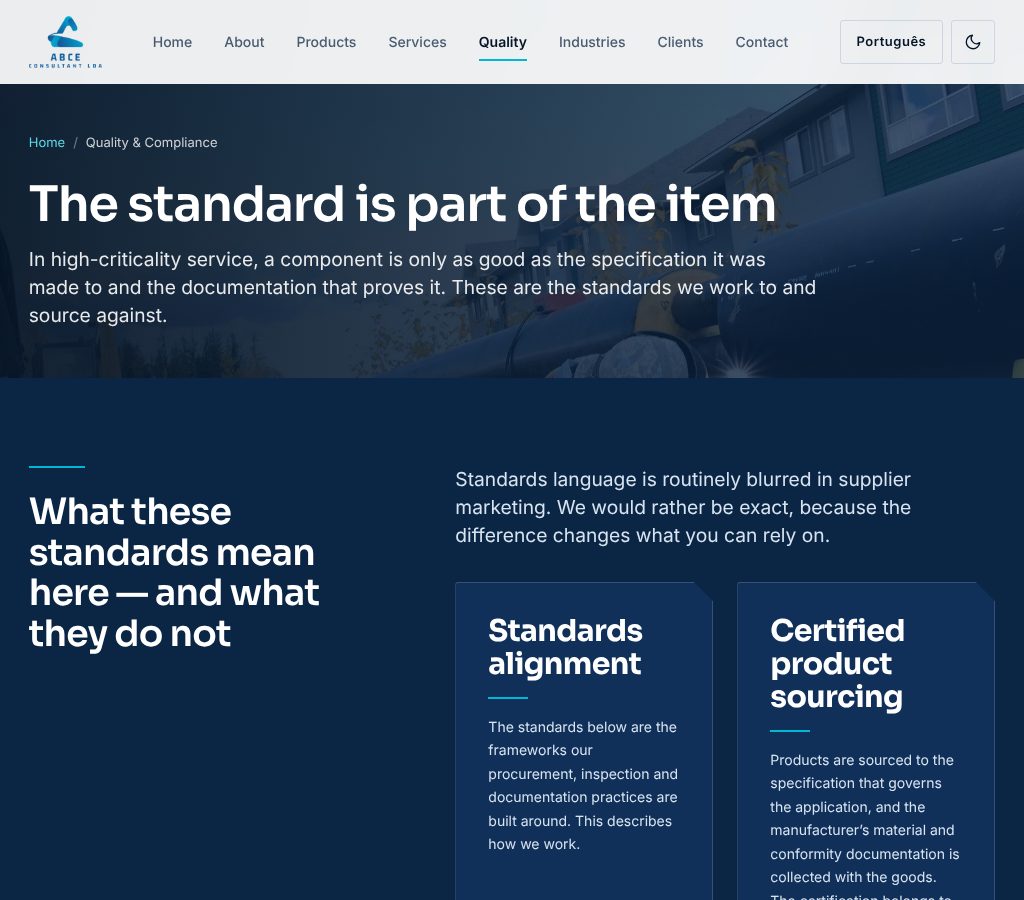 ABCE
CONSULTANT LDA
Home
About
Products
Services
Quality
Industries
Clients
Contact
Português
Home / Quality & Compliance
The standard is part of the item
In high-criticality service, a component is only as good as the specification it was
made to and the documentation that proves it. These are the standards we work to and
source against.
What these
standards mean
here — and what
they do not
Standards language is routinely blurred in supplier
marketing. We would rather be exact, because the
difference changes what you can rely on.
Standards
alignment
The standards below are the
frameworks our
procurement, inspection and
documentation practices are
built around. This describes
how we work.
Certified
product
sourcing
Products are sourced to the
specification that governs
the application, and the
manufacturer’s material and
conformity documentation is
collected with the goods.
The certification belongs to